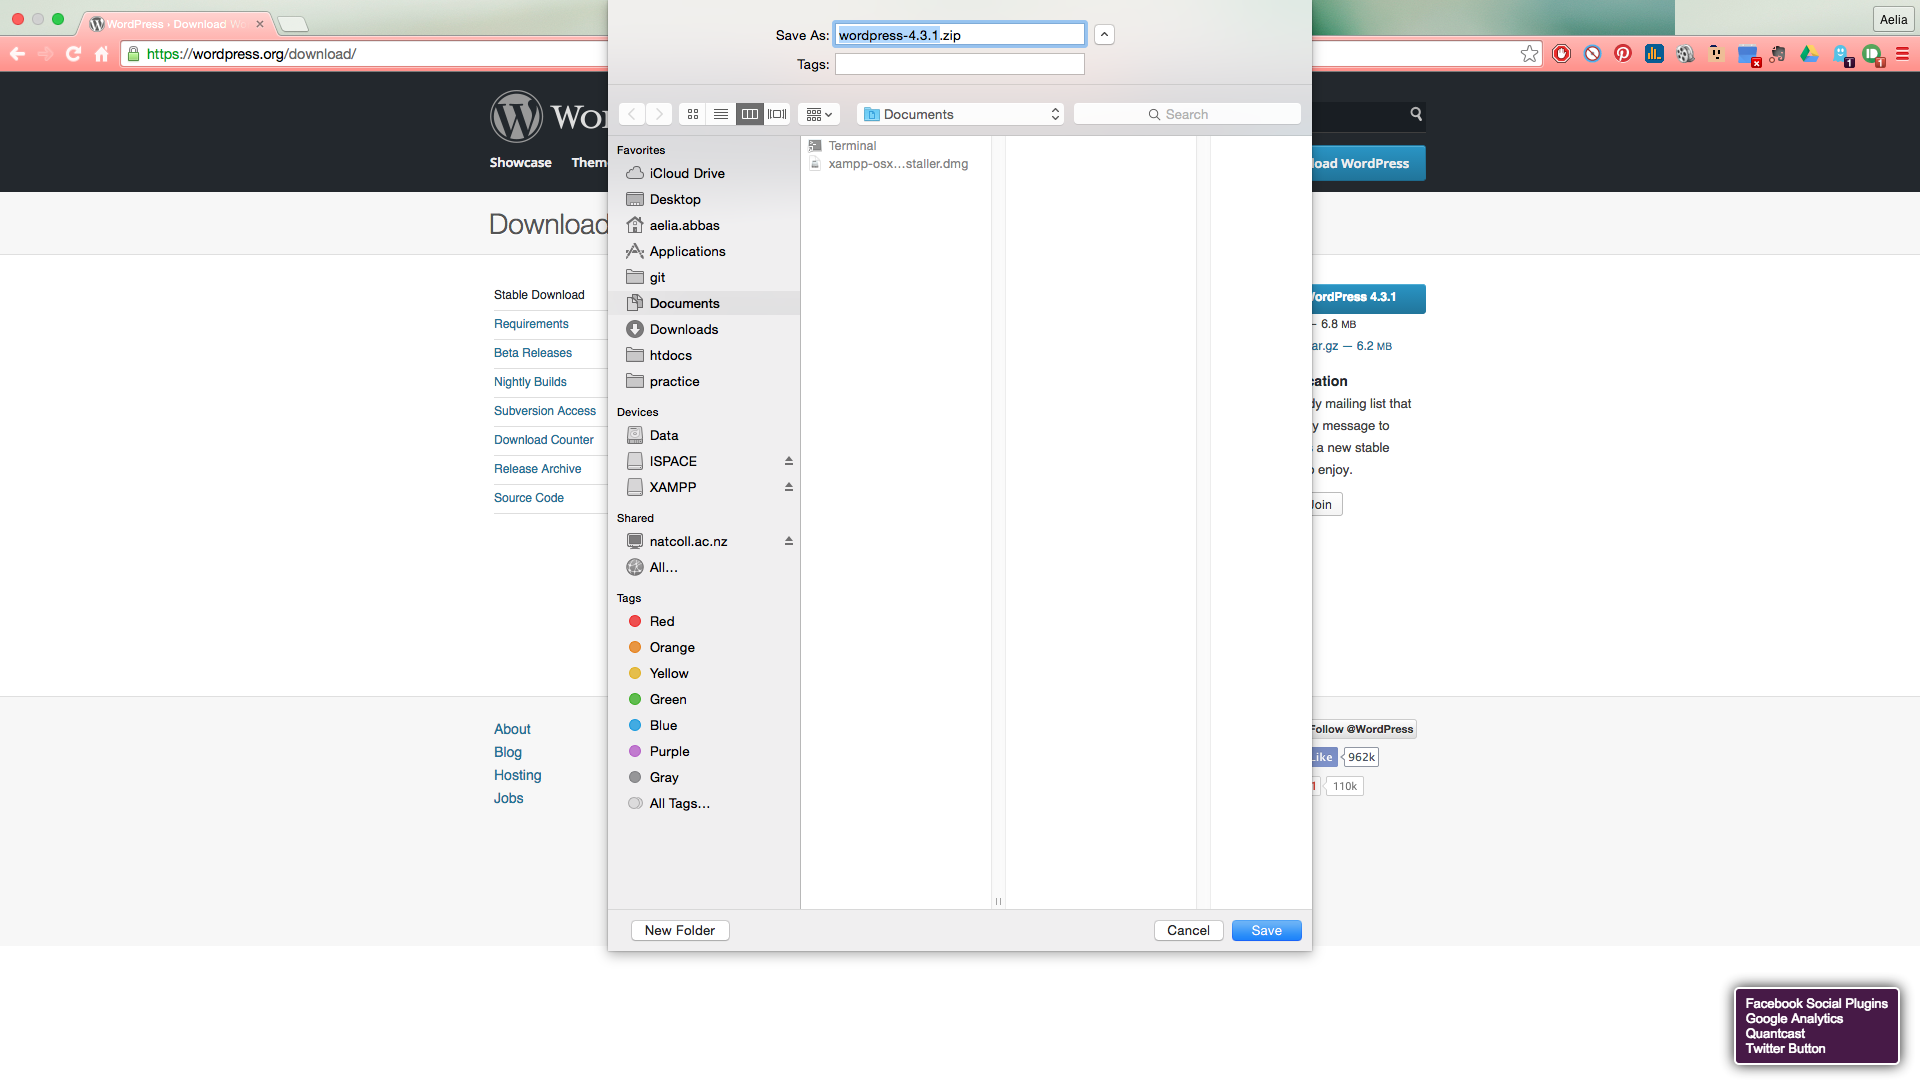 WordPress › Download W
Aelia
https://wordpress.org/download/
Save As: wordpress-4.3.1.zip
Tags:
Documents
Search
Showcase
Them
oad WordPress
Download
Favorites
iCloud Drive
Desktop
aelia.abbas
Applications
git
Documents
Downloads
htdocs
practice
Devices
Data
ISPACE
XAMPP
Shared
natcoll.ac.nz
All...
Tags
Red
Orange
Yellow
Green
Blue
Purple
Gray
All Tags...
Terminal
xampp-osx...staller.dmg
New Folder
Cancel
Save
Stable Download
Requirements
Beta Releases
Nightly Builds
Subversion Access
Download Counter
Release Archive
Source Code
ordPress 4.3.1
— 6.8 MB
ar.gz — 6.2 MB
cation
dy mailing list that
y message to
a new stable
enjoy.
oin
About
Blog
Hosting
Jobs
Follow @WordPress
Like 962k
1 110k
Facebook Social Plugins
Google Analytics
Quantcast
Twitter Button